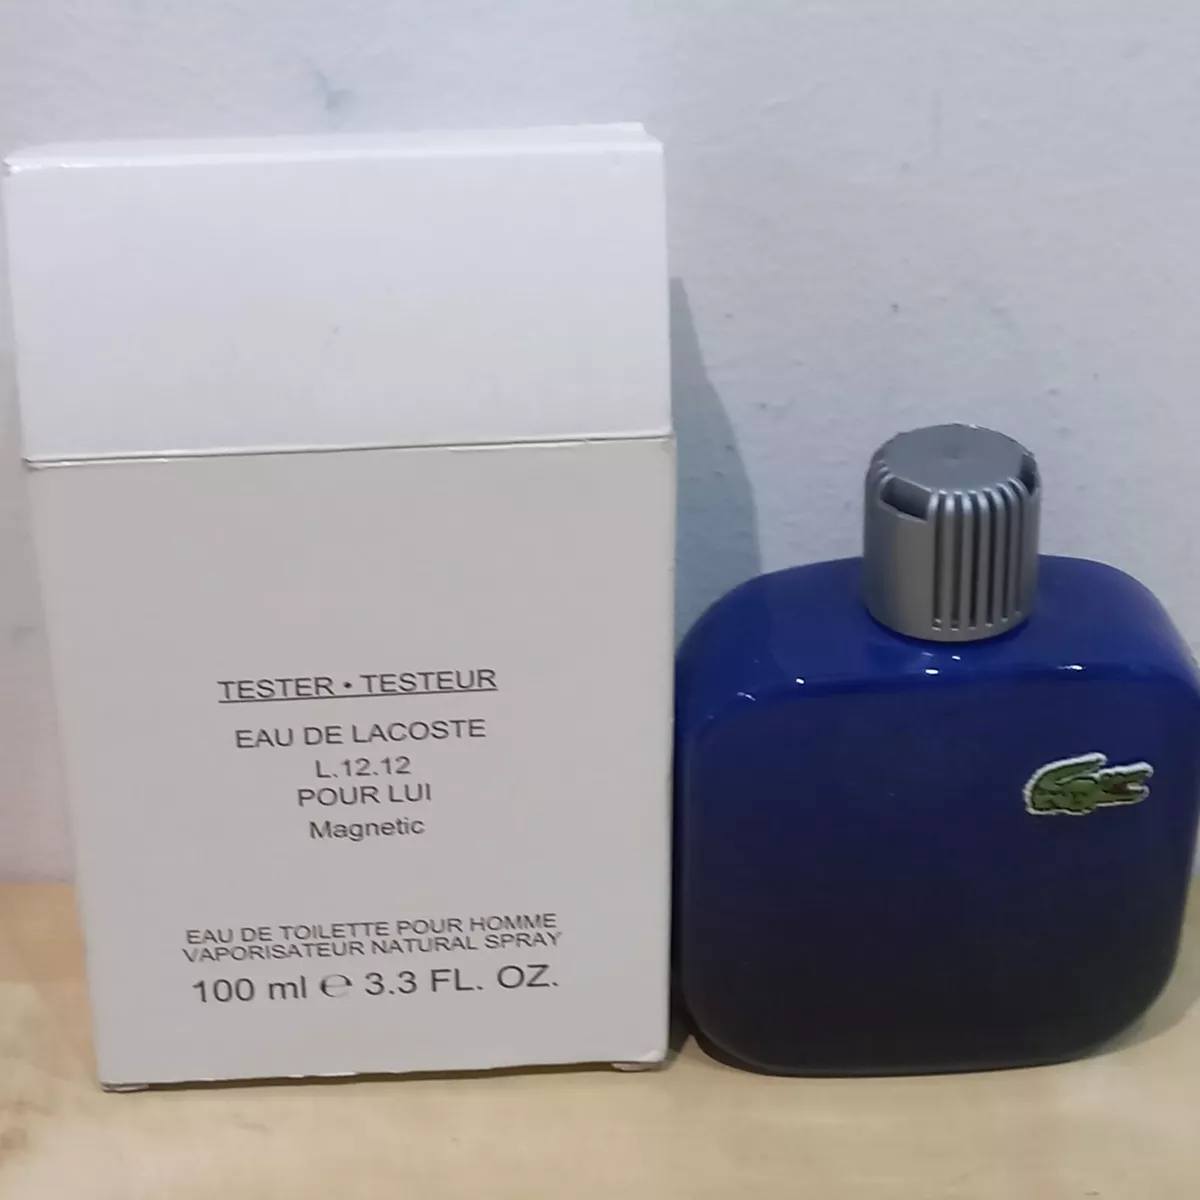 TESTER • TESTEUR
EAU DE LACOSTE
L.12.12
POUR LUI
Magnetic
EAU DE TOILETTE POUR HOMME
VAPORISATEUR NATURAL SPRAY
100 ml ℮ 3.3 FL. OZ.